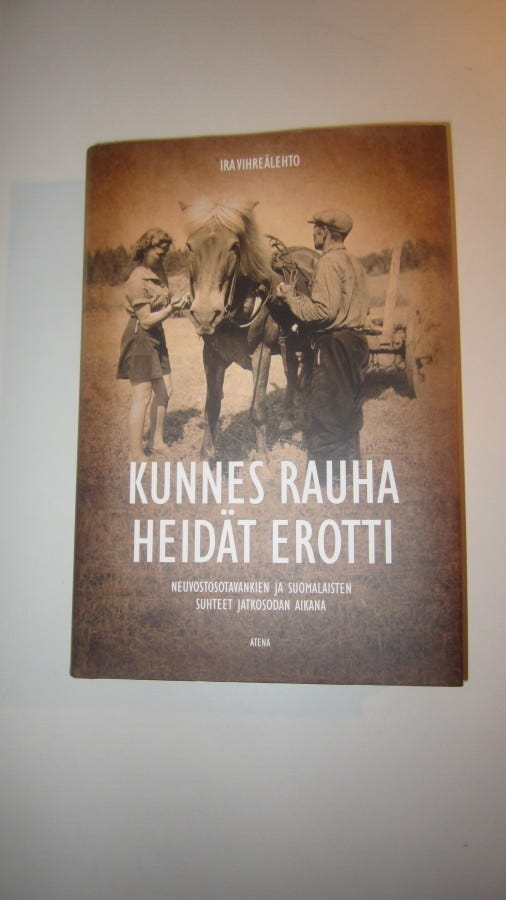 IRA VIHREÄLEHTO
KUNNES RAUHA
HEIDÄT EROTTI
NEUVOSTOSOTAVANKIEN JA SUOMALAISTEN
SUHTEET JATKOSODAN AIKANA
ATENA